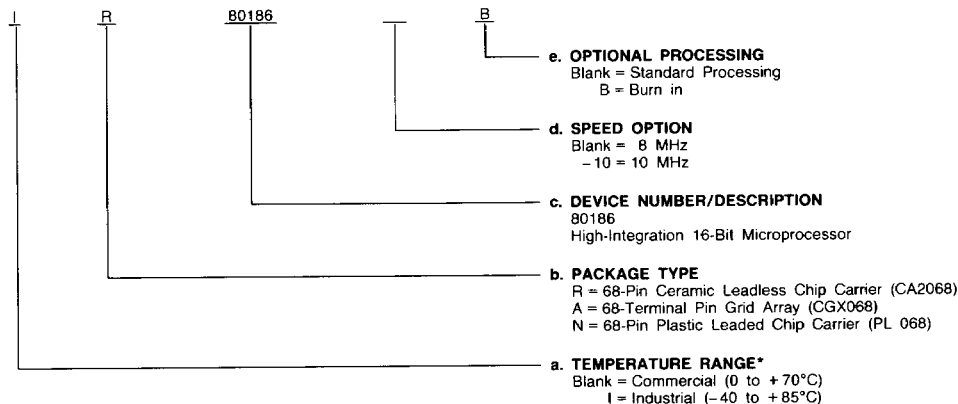 I R 80186 B
e. OPTIONAL PROCESSING
Blank = Standard Processing
B = Burn in
d. SPEED OPTION
Blank = 8 MHz
–10 = 10 MHz
c. DEVICE NUMBER/DESCRIPTION
80186
High-Integration 16-Bit Microprocessor
b. PACKAGE TYPE
R = 68-Pin Ceramic Leadless Chip Carrier (CA2068)
A = 68-Terminal Pin Grid Array (CGX068)
N = 68-Pin Plastic Leaded Chip Carrier (PL 068)
a. TEMPERATURE RANGE*
Blank = Commercial (0 to +70°C)
I = Industrial (–40 to +85°C)